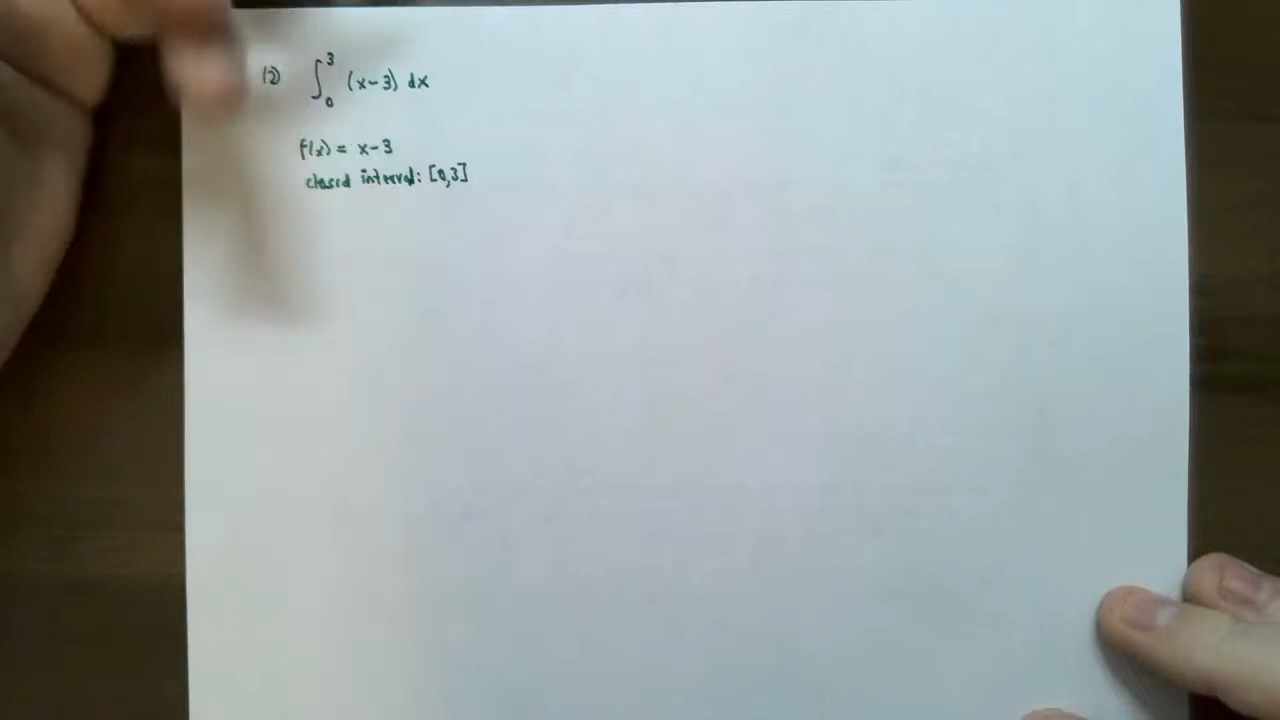 12) ∫₀³ (x-3) dx
f(x) = x-3
closed interval: [0,3]